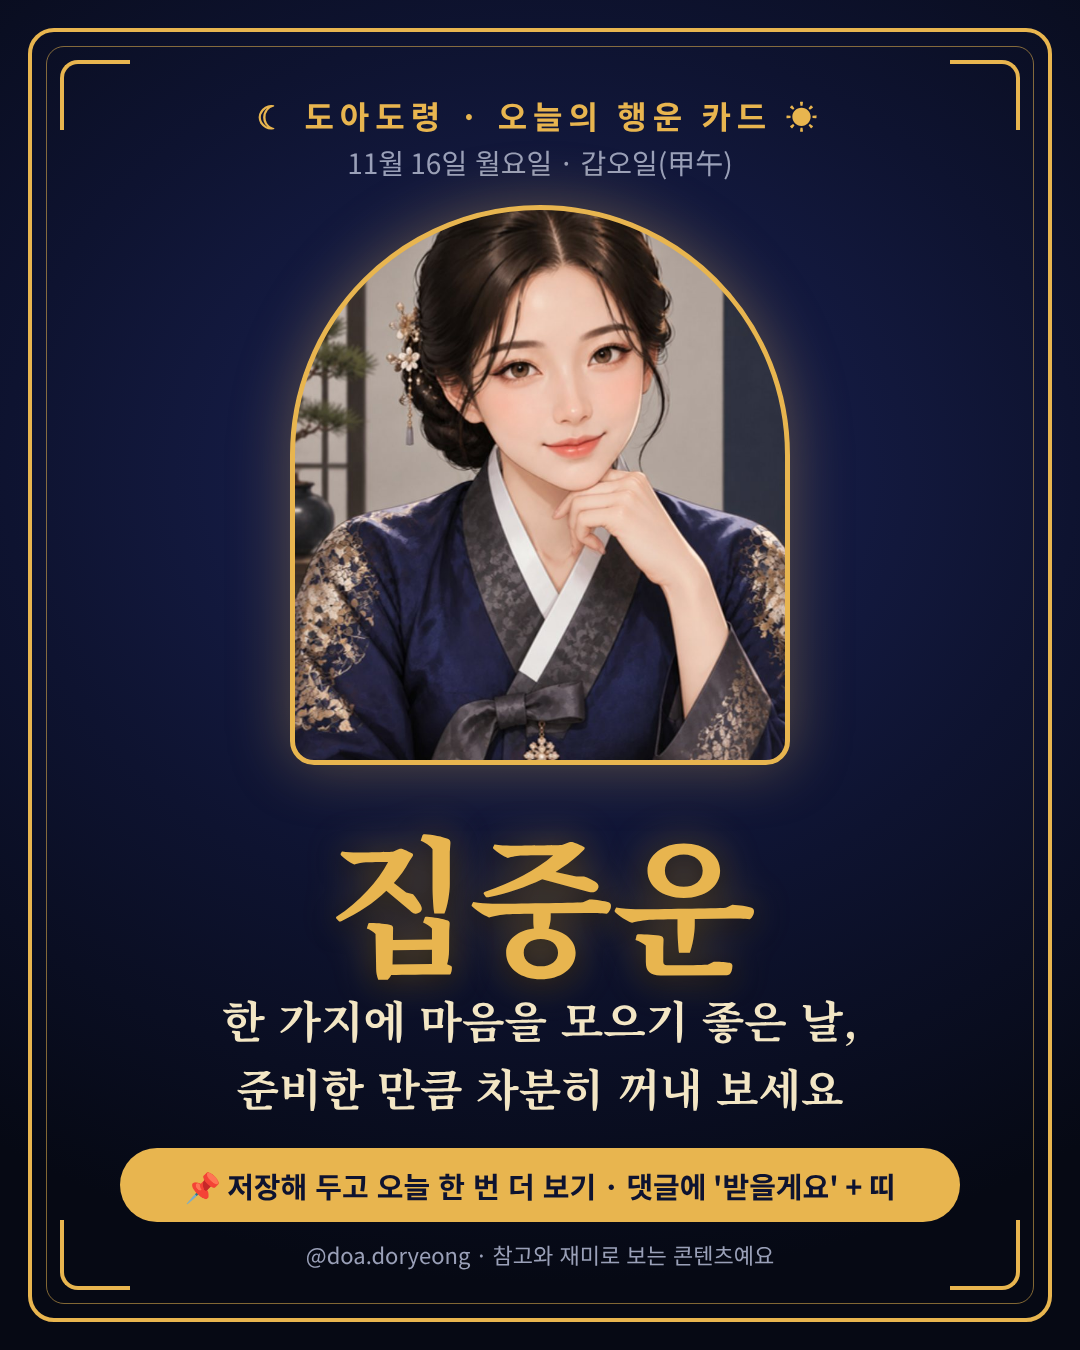 ☾ 도아도령 · 오늘의 행운 카드 ☀
11월 16일 월요일 · 갑오일(甲午)
집중운
한 가지에 마음을 모으기 좋은 날,
준비한 만큼 차분히 꺼내 보세요
📌 저장해 두고 오늘 한 번 더 보기 · 댓글에 '받을게요' + 띠
@doa.doryeong · 참고와 재미로 보는 콘텐츠예요